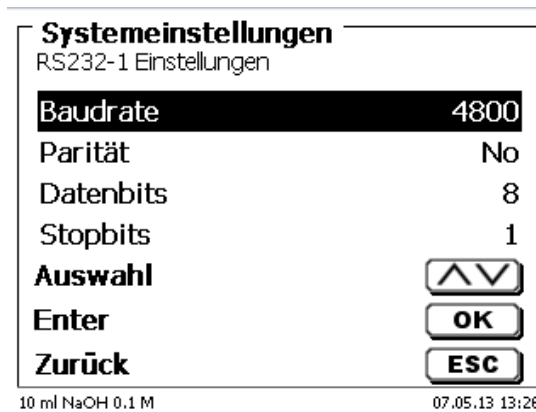 Systemeinstellungen
RS232-1 Einstellungen
Baudrate 4800
Parität No
Datenbits 8
Stopbits 1
Auswahl
Enter OK
Zurück ESC
10 ml NaOH 0.1 M 07.05.13 13:26